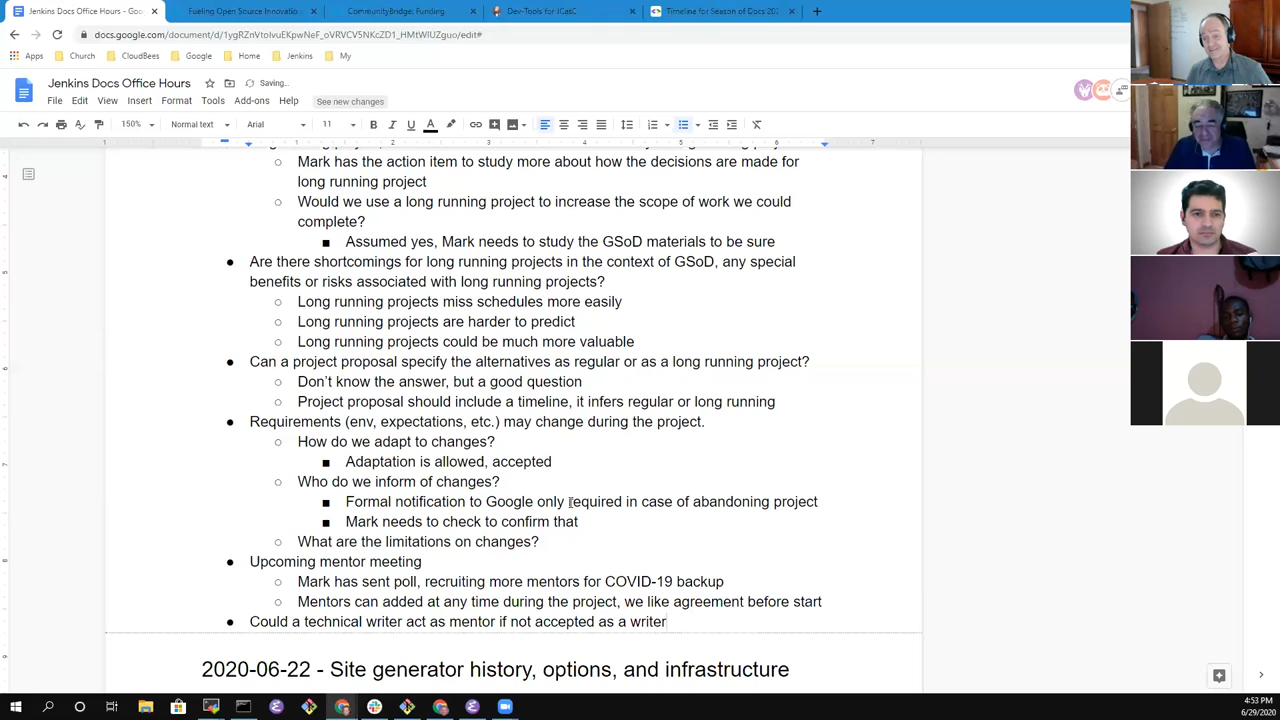 Jenkins Docs Office Hours - Goo
Fueling Open Source Innovatio
CommunityBridge: Funding
Dev-Tools for JCasC
Timeline for Season of Docs 202
docs.google.com/document/d/1ygRZnVtoIvuEKpwNeF_oVRVCV5NKcZD1_HMtWIUZguo/edit#
Apps Church CloudBees Google Home Jenkins My
Jenkins Docs Office Hours Saving...
File Edit View Insert Format Tools Add-ons Help See new changes
150% Normal text Arial 11 B I U A
1 1 2 3 4 5 6 7
Mark has the action item to study more about how the decisions are made for
long running project
Would we use a long running project to increase the scope of work we could
complete?
Assumed yes, Mark needs to study the GSoD materials to be sure
Are there shortcomings for long running projects in the context of GSoD, any special
benefits or risks associated with long running projects?
Long running projects miss schedules more easily
Long running projects are harder to predict
Long running projects could be much more valuable
Can a project proposal specify the alternatives as regular or as a long running project?
Don't know the answer, but a good question
Project proposal should include a timeline, it infers regular or long running
Requirements (env, expectations, etc.) may change during the project.
How do we adapt to changes?
Adaptation is allowed, accepted
Who do we inform of changes?
Formal notification to Google only required in case of abandoning project
Mark needs to check to confirm that
What are the limitations on changes?
Upcoming mentor meeting
Mark has sent poll, recruiting more mentors for COVID-19 backup
Mentors can added at any time during the project, we like agreement before start
Could a technical writer act as mentor if not accepted as a writer
2020-06-22 - Site generator history, options, and infrastructure
4:53 PM
6/29/2020